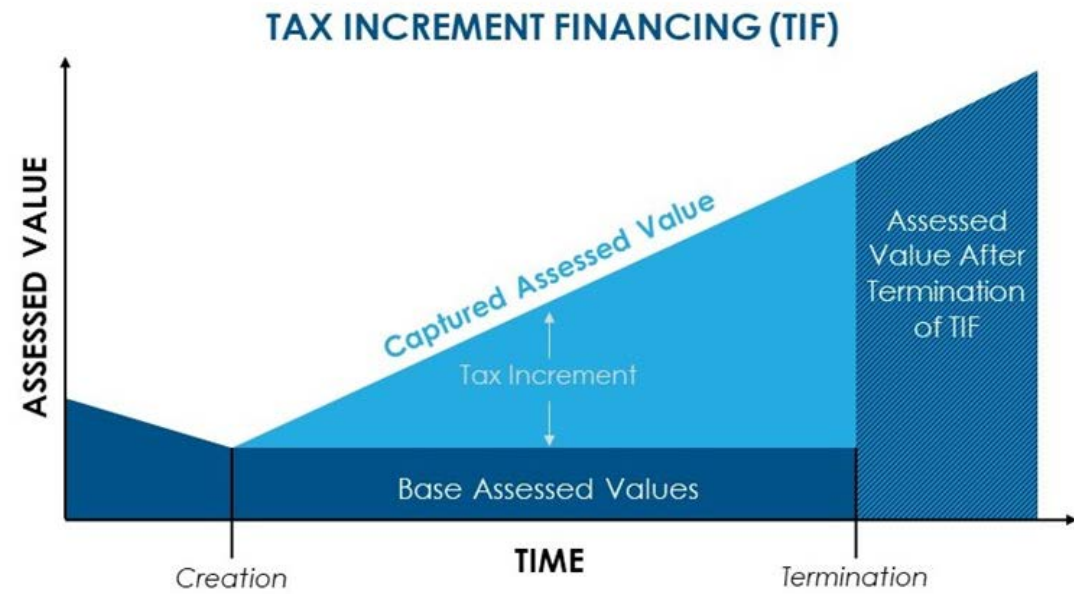 TAX INCREMENT FINANCING (TIF)
ASSESSED VALUE
Captured Assessed Value
Tax Increment
Base Assessed Values
Assessed
Value After
Termination
of TIF
Creation
TIME
Termination